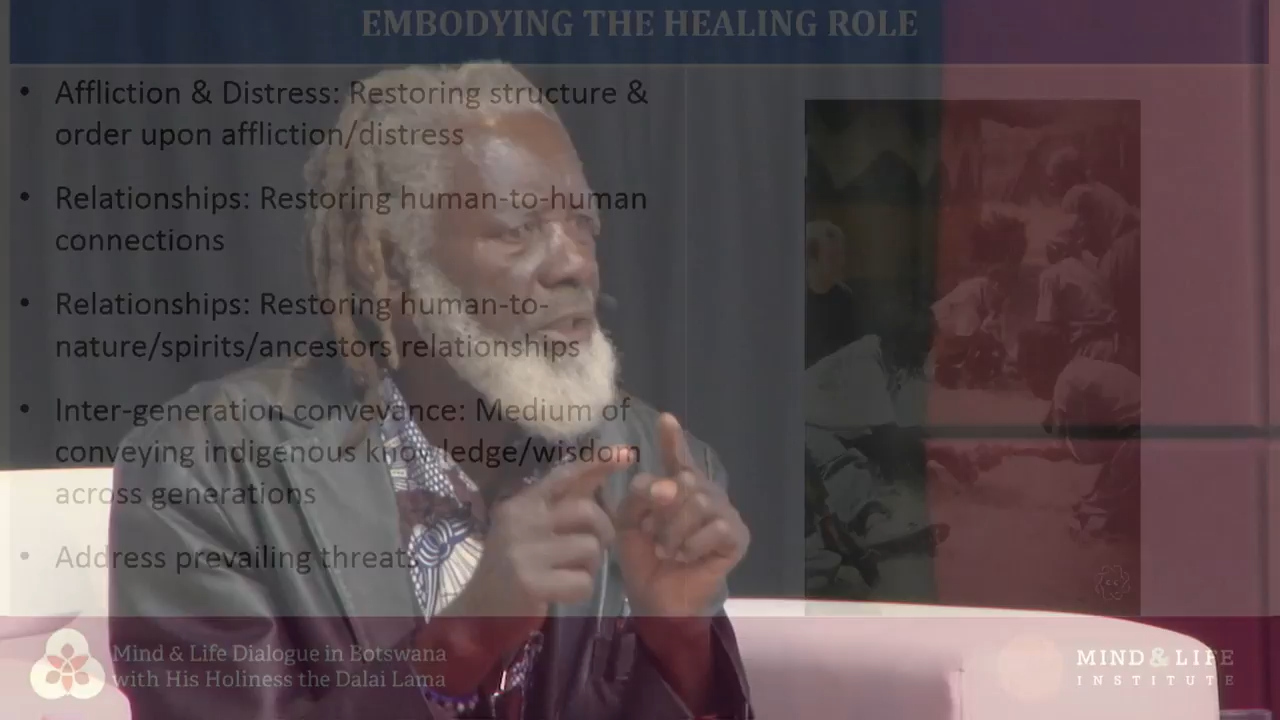 EMBODYING THE HEALING ROLE
• Affliction & Distress: Restoring structure &
order upon affliction/distress
• Relationships: Restoring human-to-human
connections
• Relationships: Restoring human-to-
nature/spirits/ancestors relationships
• Inter-generation conveyance: Medium of
conveying indigenous knowledge/wisdom
across generations
• Address prevailing threats
Mind & Life Dialogue in Botswana
with His Holiness the Dalai Lama
MIND & LIFE
INSTITUTE